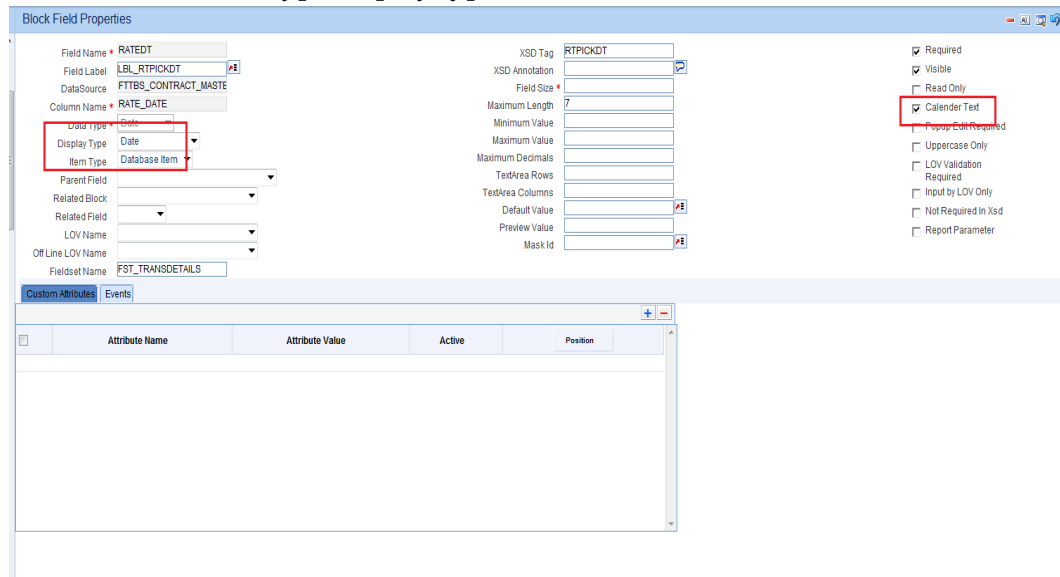 Block Field Properties
Field Name * RATEDT
Field Label LBL_RTPICKDT
DataSource FTTBS_CONTRACT_MASTE
Column Name * RATE_DATE
Data Type * Date
Display Type Date
Item Type Database Item
Parent Field
Related Block
Related Field
LOV Name
Off Line LOV Name
Fieldset Name FST_TRANSDETAILS
XSD Tag RTPICKDT
XSD Annotation
Field Size *
Maximum Length 7
Minimum Value
Maximum Value
Maximum Decimals
TextArea Rows
TextArea Columns
Default Value
Preview Value
Mask Id
Required
Visible
Read Only
Calender Text
Popup Edit Required
Uppercase Only
LOV Validation
Required
Input by LOV Only
Not Required In Xsd
Report Parameter
Custom Attributes Events
Attribute Name Attribute Value Active Position